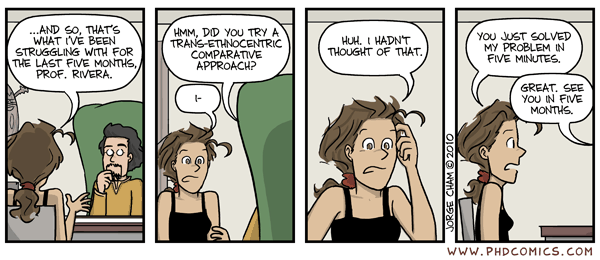 ...AND SO, THAT'S
WHAT I'VE BEEN
STRUGGLING WITH FOR
THE LAST FIVE MONTHS,
PROF. RIVERA.
HMM, DID YOU TRY A
TRANS-ETHNOCENTRIC
COMPARATIVE
APPROACH?
I-
HUH. I HADN'T
THOUGHT OF THAT.
JORGE CHAM © 2010
YOU JUST SOLVED
MY PROBLEM IN
FIVE MINUTES.
GREAT. SEE
YOU IN FIVE
MONTHS.
WWW.PHDCOMICS.COM